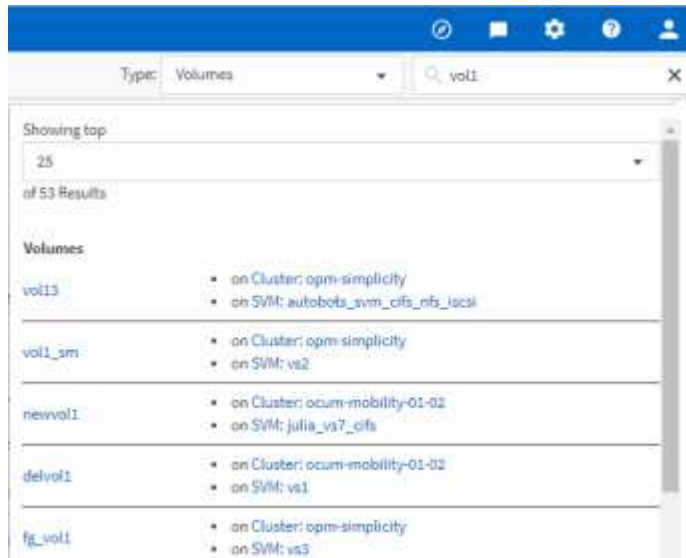 Type: Volumes vol1
Showing top
25
of 53 Results
Volumes
vol13
on Cluster: opm-simplicity
on SVM: autobots_svm_cifs_nfs_iscsi
vol1_sm
on Cluster: opm-simplicity
on SVM: vs2
newvol1
on Cluster: ocum-mobility-01-02
on SVM: julia_vs7_cifs
delvol1
on Cluster: ocum-mobility-01-02
on SVM: vs1
fg_vol1
on Cluster: opm-simplicity
on SVM: vs3